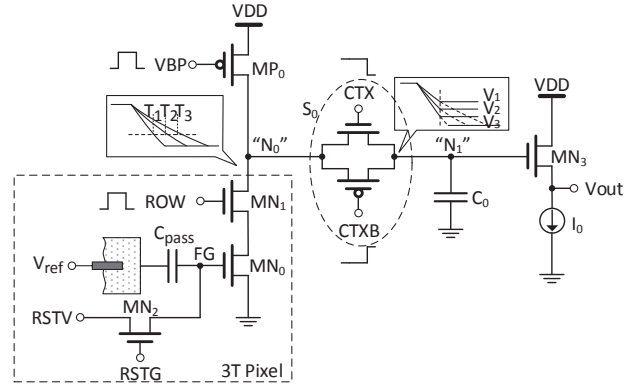 VDD
VBP
MP0
CTX
S0
V1
V2
V3
VDD
T1 T2 T3
"N0"
"N1"
MN3
Vout
ROW
MN1
CTXB
C0
I0
Cpass
FG
MN0
Vref
MN2
RSTV
RSTG
3T Pixel